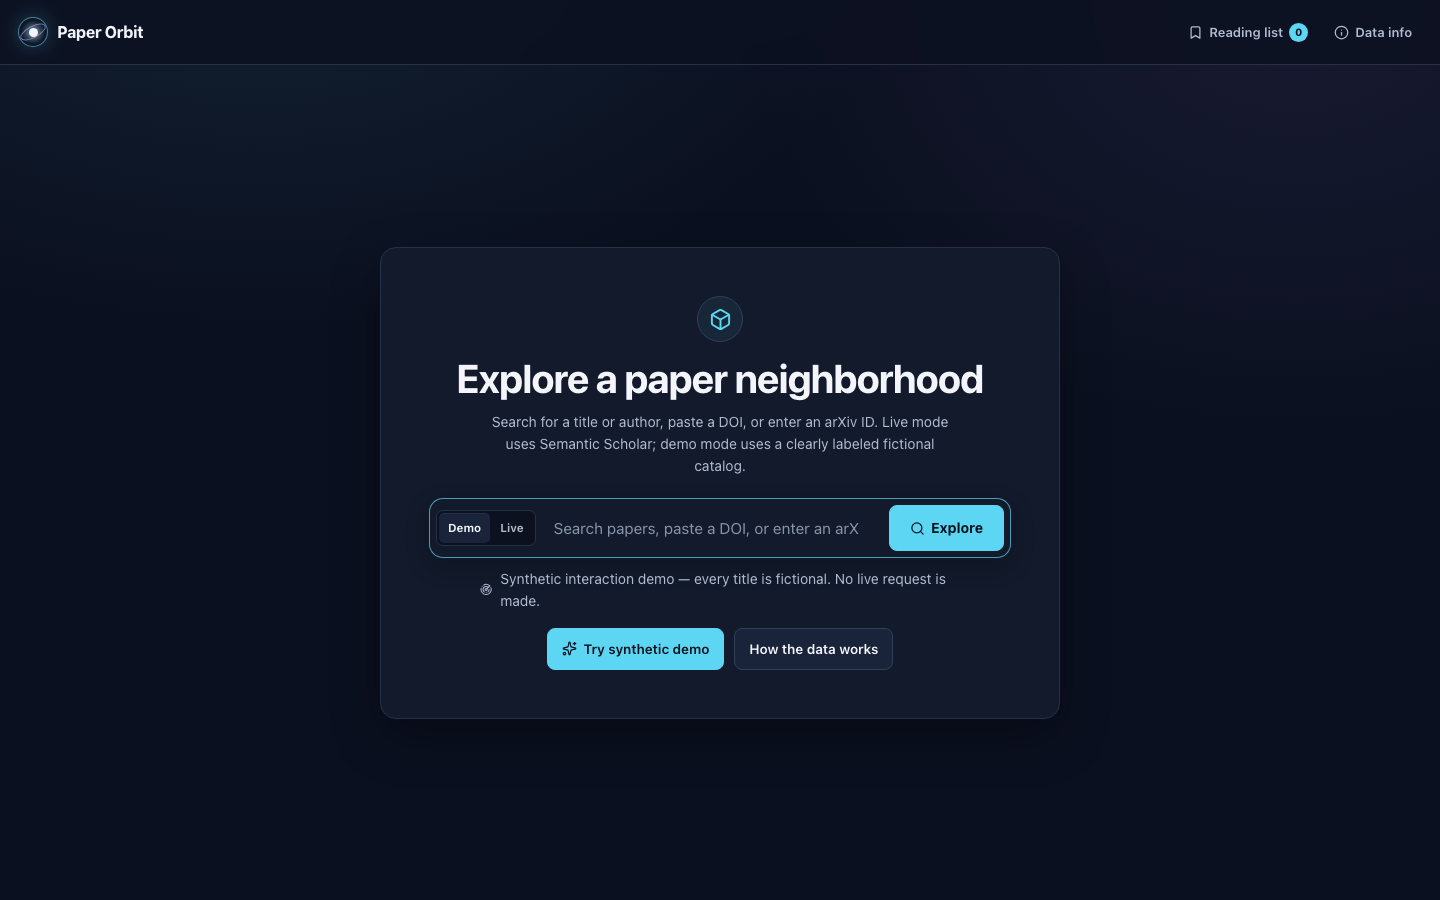 Paper Orbit
Reading list 0
Data info
Explore a paper neighborhood
Search for a title or author, paste a DOI, or enter an arXiv ID. Live mode
uses Semantic Scholar; demo mode uses a clearly labeled fictional
catalog.
Demo Live Search papers, paste a DOI, or enter an arX Explore
Synthetic interaction demo — every title is fictional. No live request is
made.
Try synthetic demo How the data works